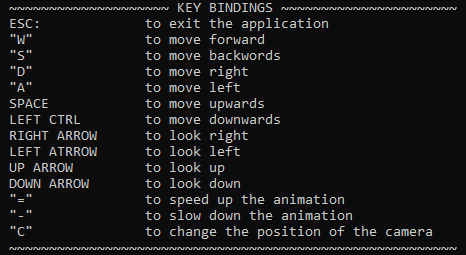 ~~~~~~~~~~~~~~~~~~~~ KEY BINDINGS ~~~~~~~~~~~~~~~~~~~~~~
ESC: to exit the application
"W" to move forward
"S" to move backwords
"D" to move right
"A" to move left
SPACE to move upwards
LEFT CTRL to move downwards
RIGHT ARROW to look right
LEFT ATRROW to look left
UP ARROW to look up
DOWN ARROW to look down
"=" to speed up the animation
"-" to slow down the animation
"C" to change the position of the camera
~~~~~~~~~~~~~~~~~~~~~~~~~~~~~~~~~~~~~~~~~~~~~~~~~~~~~~~~